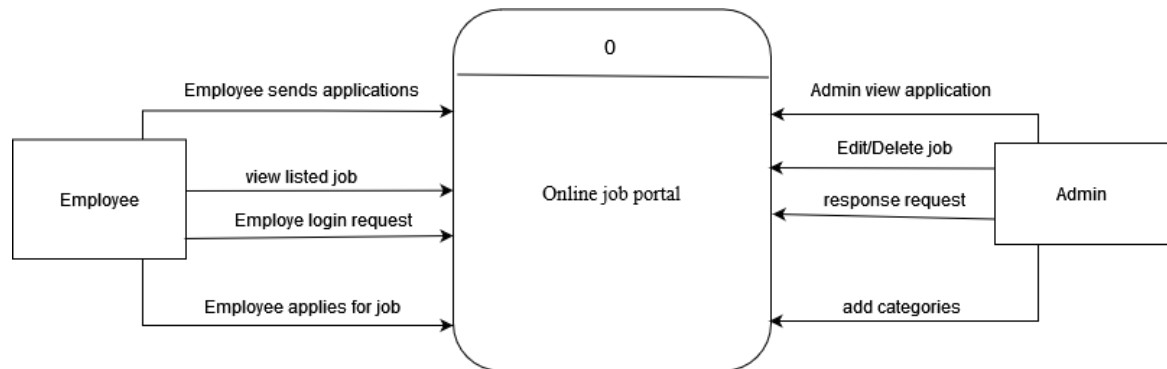 0
Employee sends applications
Admin view application
Edit/Delete job
view listed job
Employee
Online job portal
response request
Admin
Employe login request
Employee applies for job
add categories